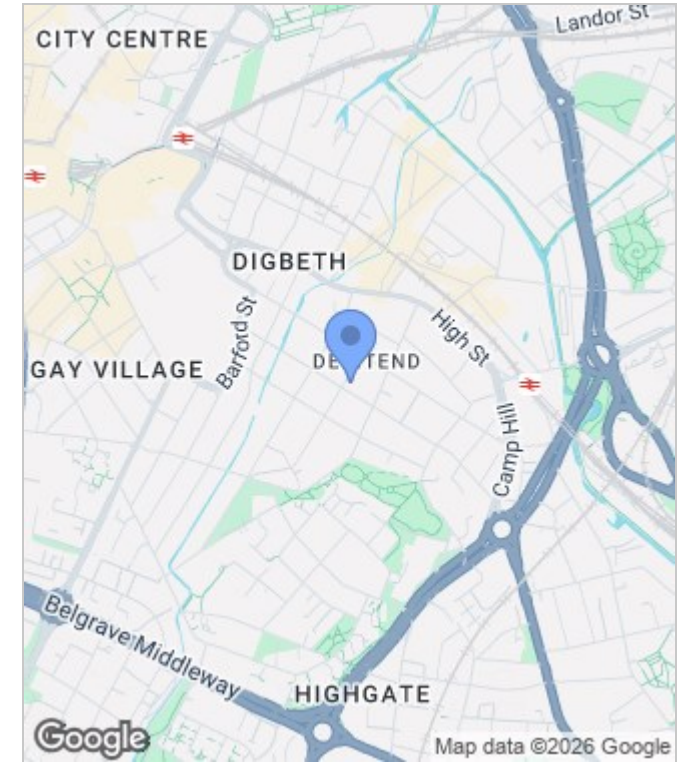 Landor St
CITY CENTRE
DIGBETH
Barford St
High St
GAY VILLAGE
TEND
Camp Hill
Belgrave Middleway
HIGHGATE
Google
Map data ©2026 Google